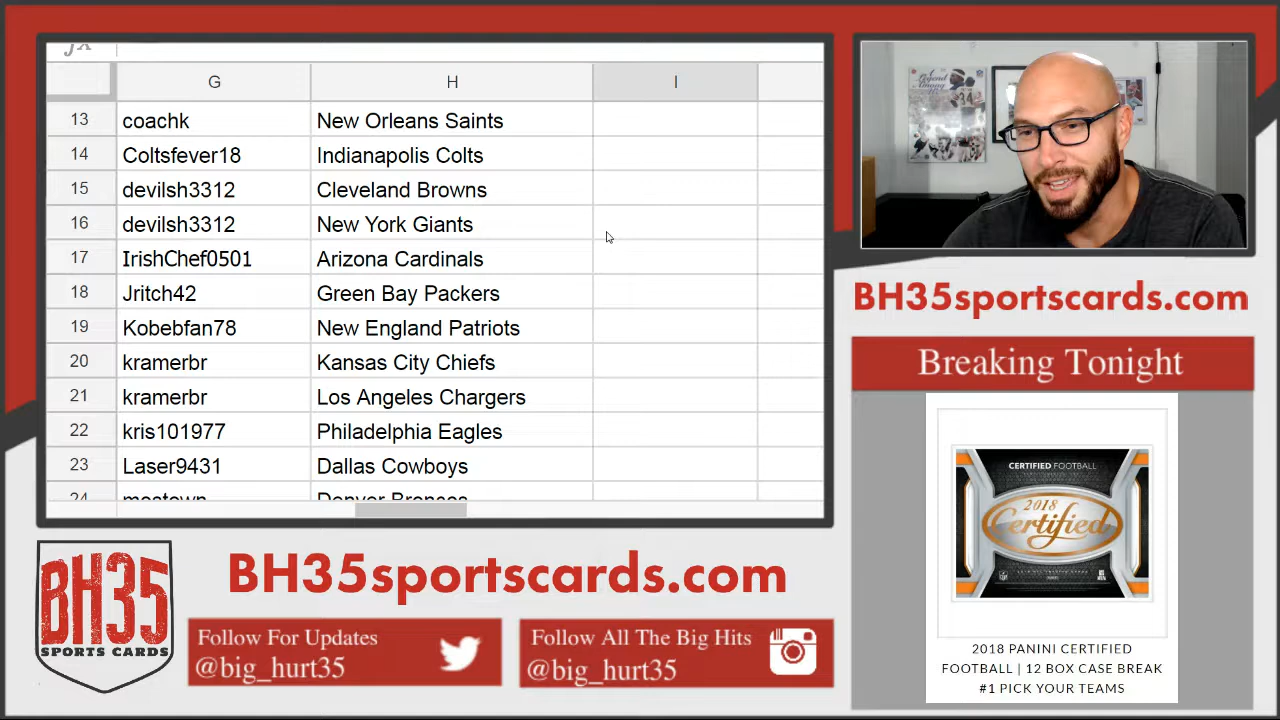 G H I
13 coachk New Orleans Saints
14 Coltsfever18 Indianapolis Colts
15 devilsh3312 Cleveland Browns
16 devilsh3312 New York Giants
17 IrishChef0501 Arizona Cardinals
18 Jritch42 Green Bay Packers
19 Kobebfan78 New England Patriots
20 kramerbr Kansas City Chiefs
21 kramerbr Los Angeles Chargers
22 kris101977 Philadelphia Eagles
23 Laser9431 Dallas Cowboys
24 mostown Denver Broncos
BH35sportscards.com
Breaking Tonight
CERTIFIED FOOTBALL
2018
Certified
2018 PANINI CERTIFIED
FOOTBALL | 12 BOX CASE BREAK
#1 PICK YOUR TEAMS
BH35
SPORTS CARDS
BH35sportscards.com
Follow For Updates
@big_hurt35
Follow All The Big Hits
@big_hurt35